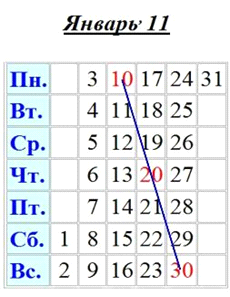 Январь 11
Пн. 3 10 17 24 31
Вт. 4 11 18 25
Ср. 5 12 19 26
Чт. 6 13 20 27
Пт. 7 14 21 28
Сб. 1 8 15 22 29
Вс. 2 9 16 23 30